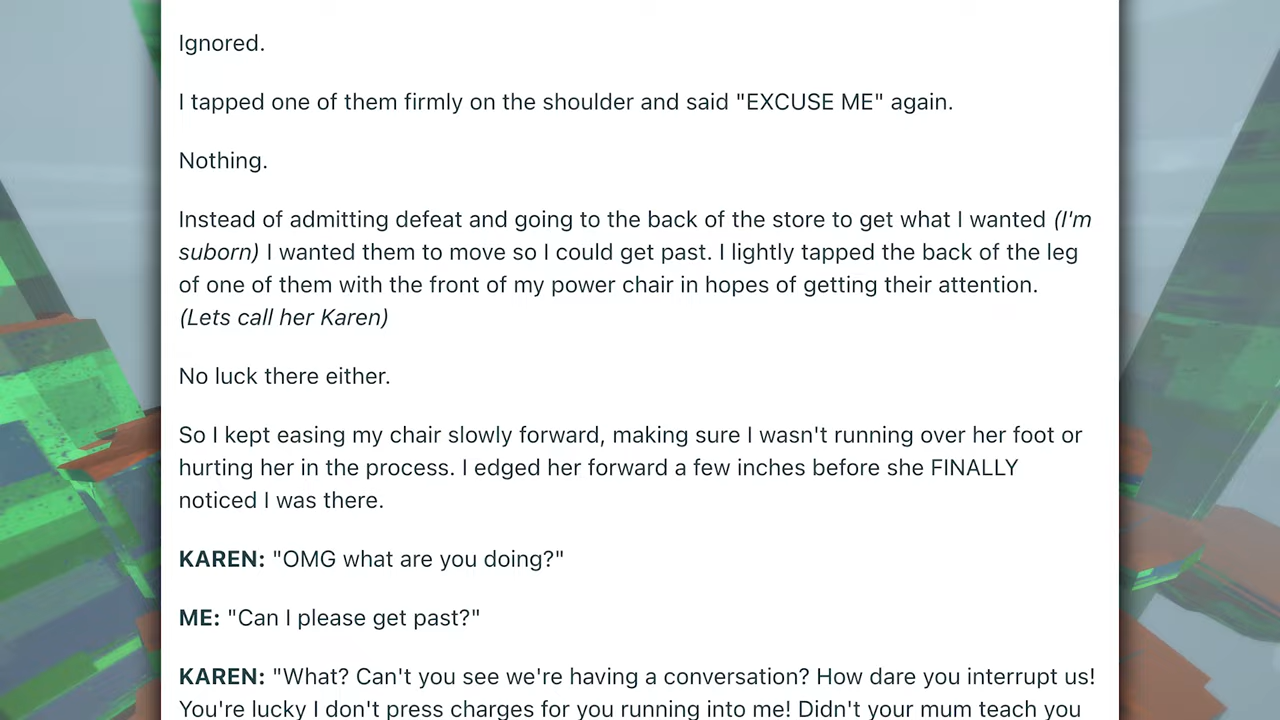 Ignored.
I tapped one of them firmly on the shoulder and said "EXCUSE ME" again.
Nothing.
Instead of admitting defeat and going to the back of the store to get what I wanted (I'm
suborn) I wanted them to move so I could get past. I lightly tapped the back of the leg
of one of them with the front of my power chair in hopes of getting their attention.
(Lets call her Karen)
No luck there either.
So I kept easing my chair slowly forward, making sure I wasn't running over her foot or
hurting her in the process. I edged her forward a few inches before she FINALLY
noticed I was there.
KAREN: "OMG what are you doing?"
ME: "Can I please get past?"
KAREN: "What? Can't you see we're having a conversation? How dare you interrupt us!
You're lucky I don't press charges for you running into me! Didn't your mum teach you